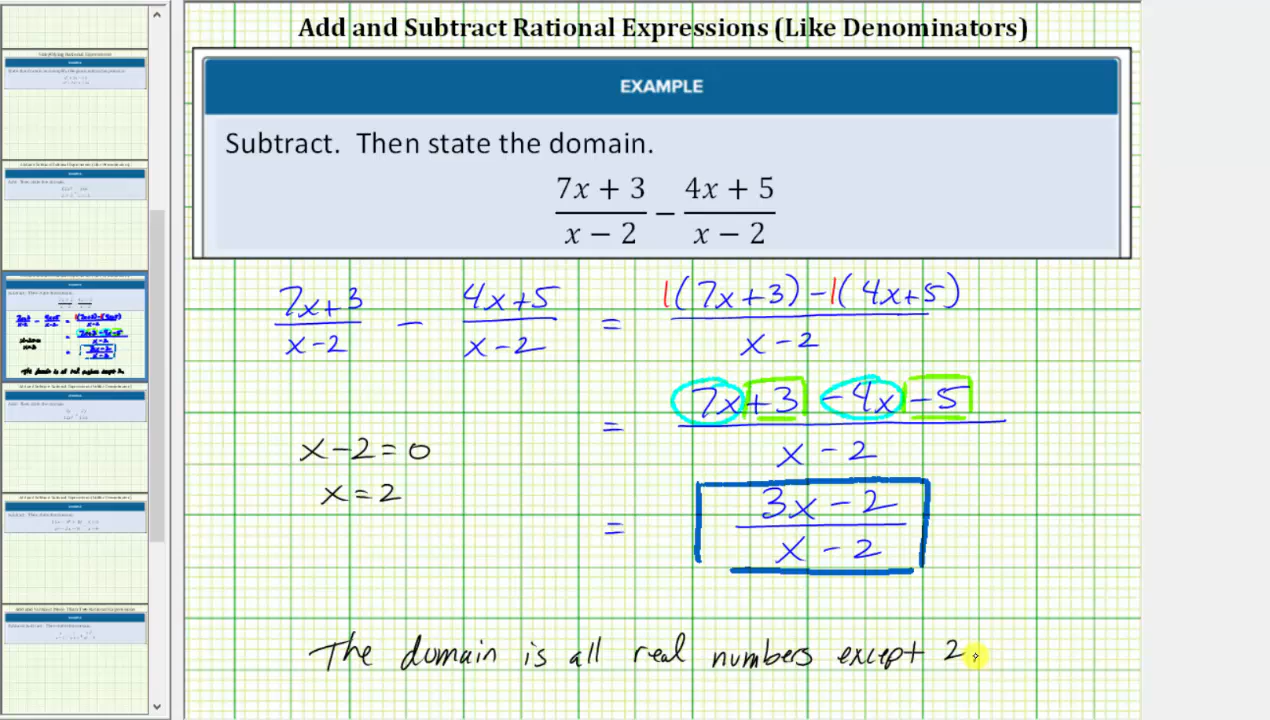 Add and Subtract Rational Expressions (Like Denominators)
EXAMPLE
Subtract. Then state the domain.
7x + 3 / x − 2 − 4x + 5 / x − 2
7x+3 / x-2 − 4x+5 / x-2 = 1(7x+3) -1(4x+5) / x-2
= 7x+3 -4x-5 / x-2
x-2=0
x=2
= 3x-2 / x-2
The domain is all real numbers except 2